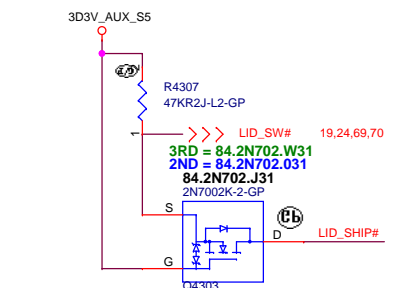 3D3V_AUX_S5
R4307
47KR2J-L2-GP
1
LID_SW#
19,24,69,70
3RD = 84.2N702.W31
2ND = 84.2N702.031
84.2N702.J31
2N7002K-2-GP
S
D
LID_SHIP#
G
Q4303